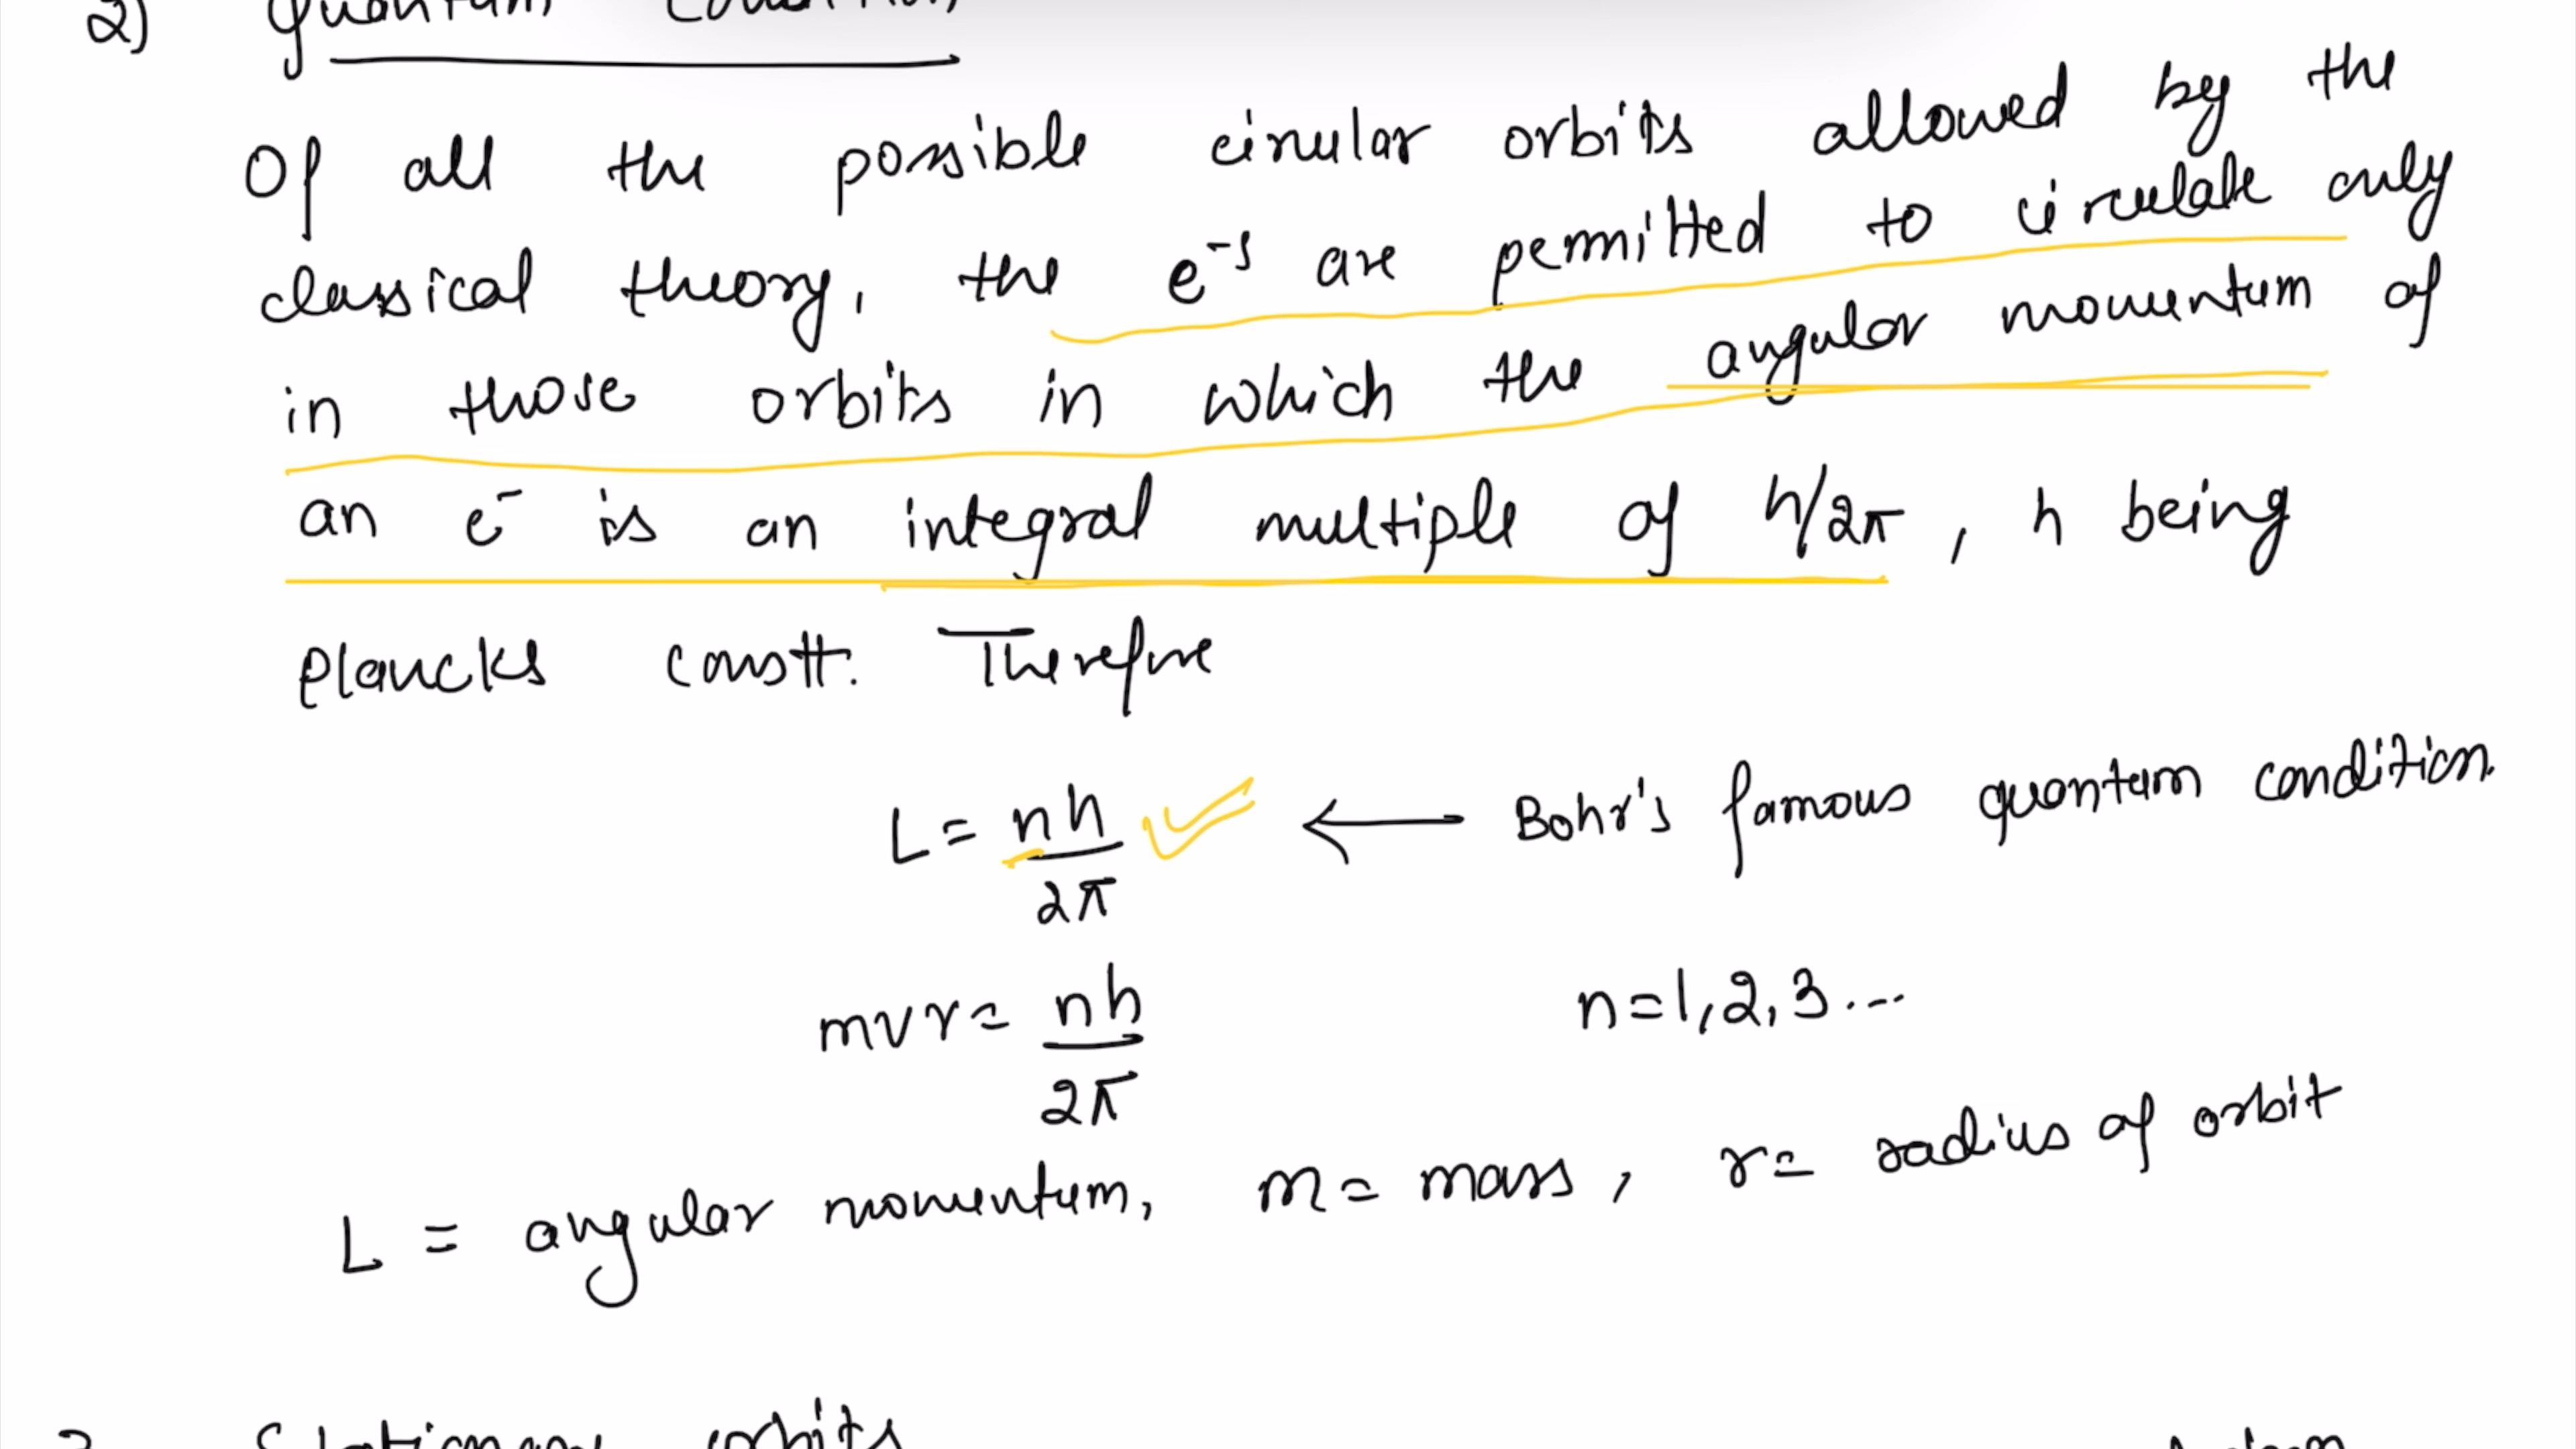 2) Quantum Condition
Of all the possible circular orbits allowed by the
classical theory, the e⁻s are permitted to circulate only
in those orbits in which the angular momentum of
an e⁻ is an integral multiple of h/2π, h being
Plancks constt. Therefore
L = nh/2π ← Bohr's famous quantum condition.
mvr = nh/2π n=1,2,3...
L = angular momentum, m = mass, r = radius of orbit
Stationary orbits